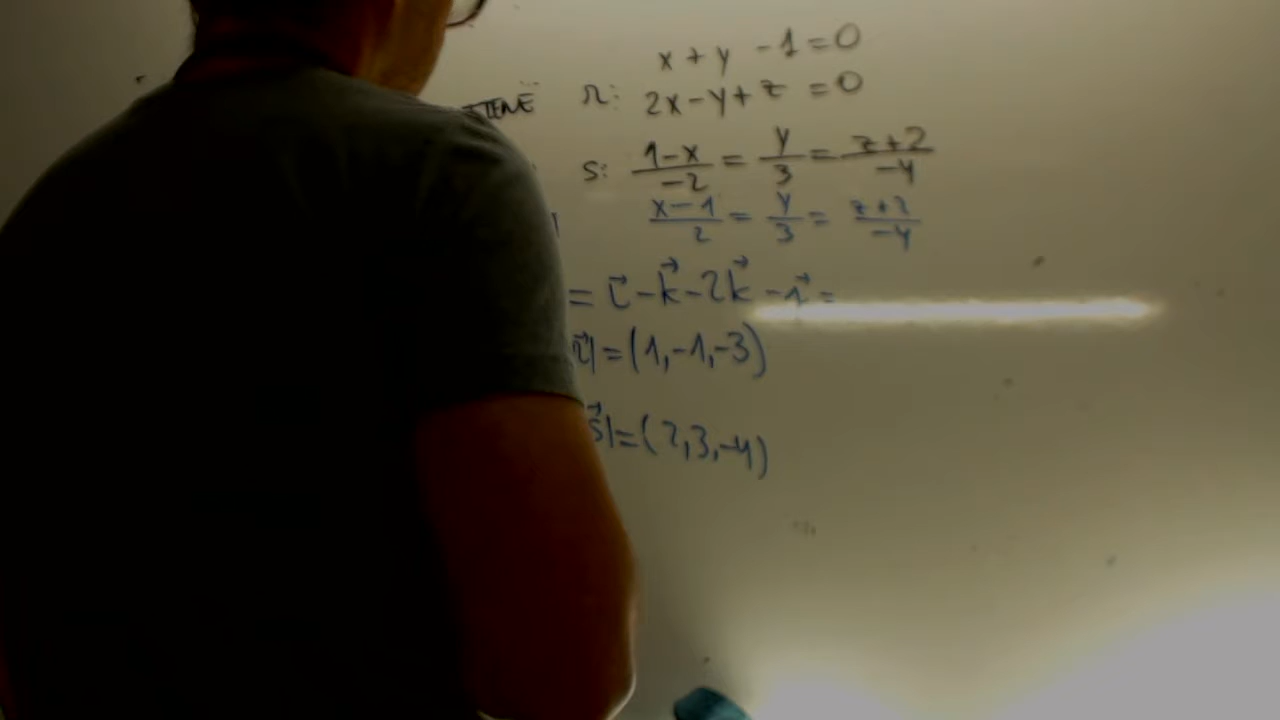 x + y - 1 = 0
r: 2x - y + z = 0
s: (1-x)/(-2) = y/3 = (z+2)/(-4)
(x-1)/2 = y/3 = (z+2)/(-4)
= i⃗ - k⃗ - 2k⃗ - j⃗ =
r⃗| = (1,-1,-3)
s⃗| = (2,3,-4)